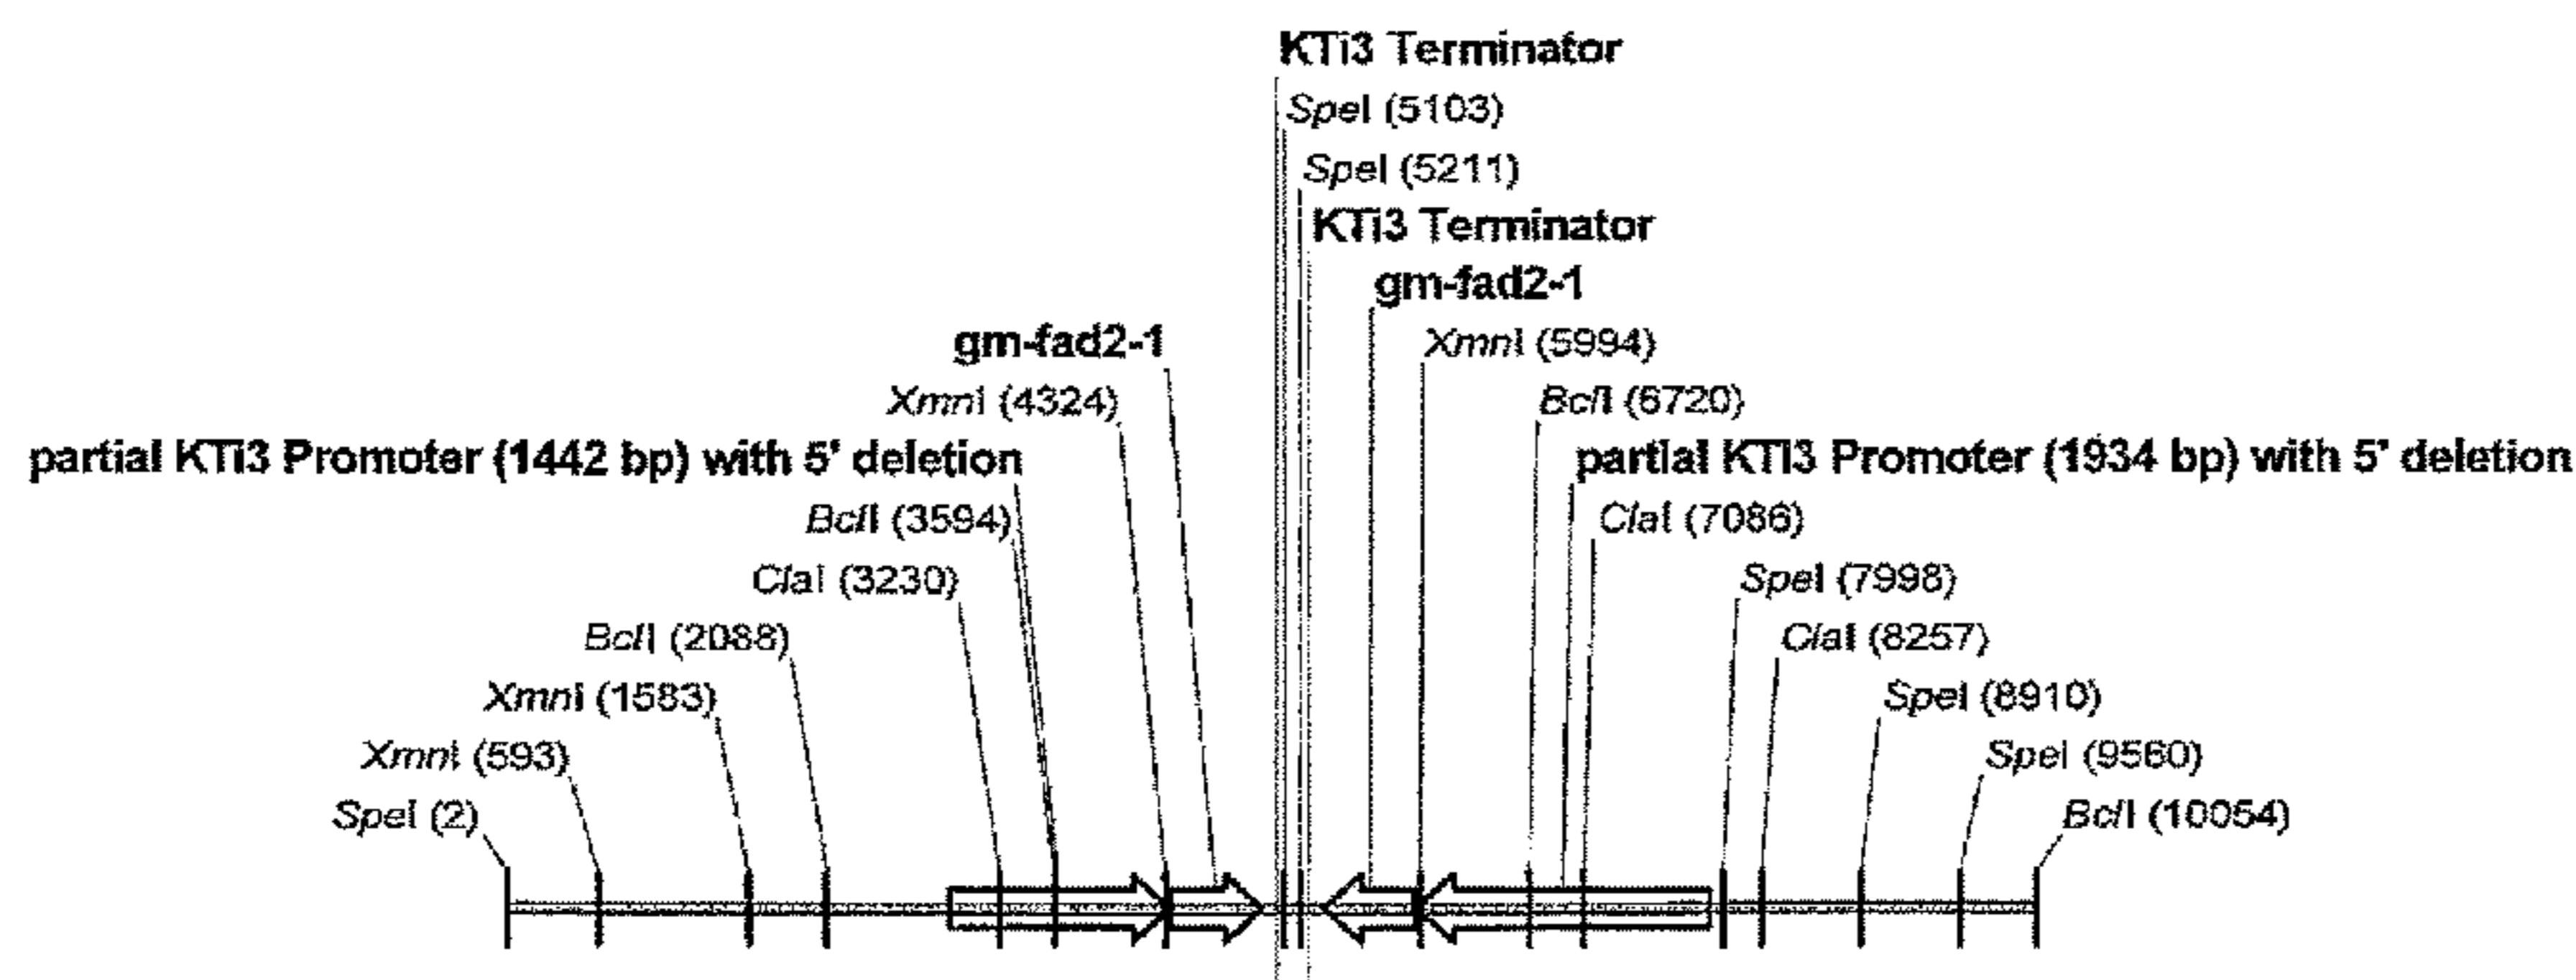 KTi3 Terminator
SpeI (5103)
SpeI (5211)
KTi3 Terminator
gm-fad2-1
gm-fad2-1
XmnI (5994)
XmnI (4324)
BclI (6720)
partial KTi3 Promoter (1442 bp) with 5' deletion
partial KTi3 Promoter (1934 bp) with 5' deletion
BclI (3594)
ClaI (7086)
ClaI (3230)
SpeI (7998)
BclI (2088)
ClaI (8257)
XmnI (1583)
SpeI (8910)
XmnI (593)
SpeI (9560)
SpeI (2)
BclI (10054)